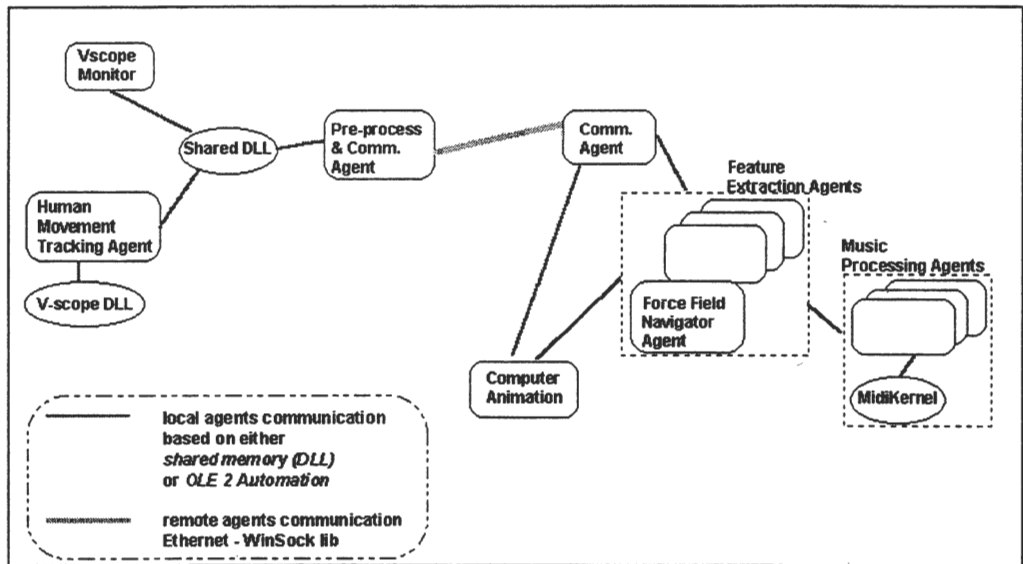 Vscope
Monitor
Shared DLL
Pre-process
& Comm.
Agent
Comm.
Agent
Human
Movement
Tracking Agent
V-scope DLL
Feature
Extraction Agents
Force Field
Navigator
Agent
Music
Processing Agents
MidiKernel
Computer
Animation
local agents communication
based on either
shared memory (DLL)
or OLE 2 Automation
remote agents communication
Ethernet - WinSock lib